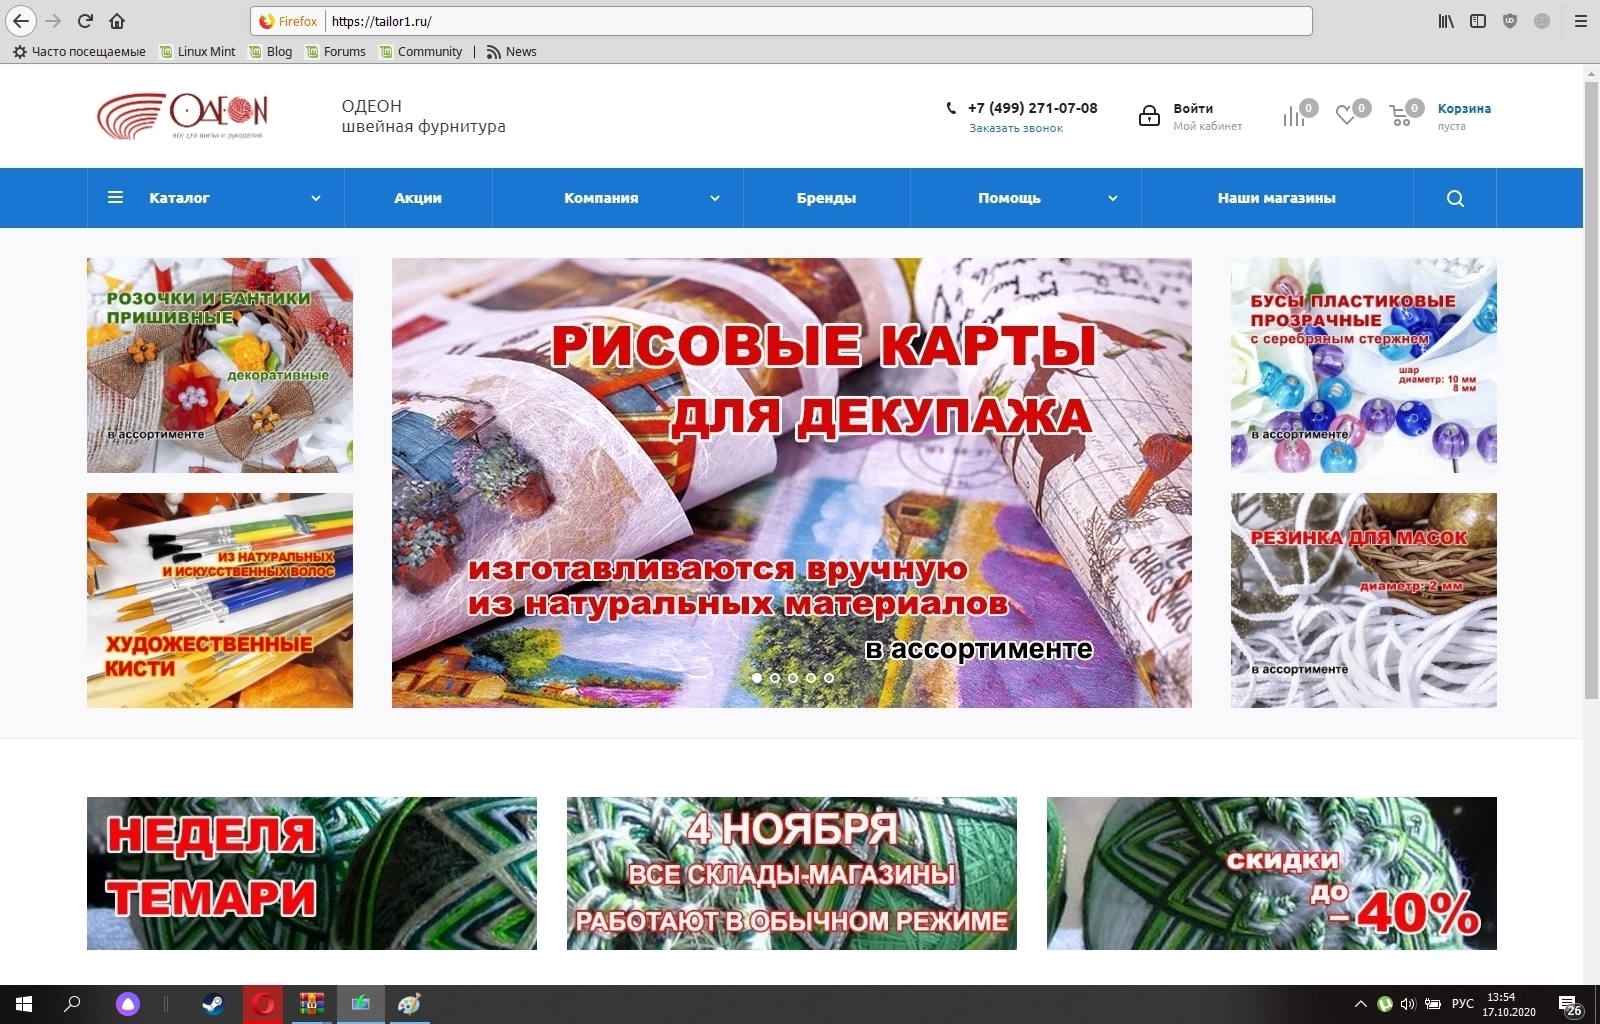 Firefox
https://tailor1.ru/
Часто посещаемые
Linux Mint
Blog
Forums
Community
News
ОДЕОN
все для шитья и рукоделия
ОДЕОН
швейная фурнитура
+7 (499) 271-07-08
Заказать звонок
Войти
Мой кабинет
0
0
0
Корзина
пуста
Каталог
Акции
Компания
Бренды
Помощь
Наши магазины
РОЗОЧКИ И БАНТИКИ
ПРИШИВНЫЕ
декоративные
в ассортименте
ИЗ НАТУРАЛЬНЫХ
И ИСКУССТВЕННЫХ ВОЛОС
ХУДОЖЕСТВЕННЫЕ
КИСТИ
РИСОВЫЕ КАРТЫ
ДЛЯ ДЕКУПАЖА
изготавливаются вручную
из натуральных материалов
в ассортименте
CHRISTMAS
БУСЫ ПЛАСТИКОВЫЕ
ПРОЗРАЧНЫЕ
с серебряным стержнем
шар
диаметр: 10 мм
8 мм
в ассортименте
РЕЗИНКА ДЛЯ МАСОК
диаметр: 2 мм
в ассортименте
НЕДЕЛЯ
ТЕМАРИ
4 НОЯБРЯ
ВСЕ СКЛАДЫ-МАГАЗИНЫ
РАБОТАЮТ В ОБЫЧНОМ РЕЖИМЕ
скидки
до
– 40%
РУС
13:54
17.10.2020
26